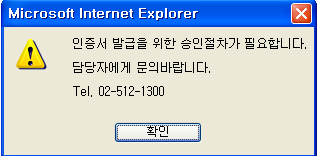 Microsoft Internet Explorer
인증서 발급을 위한 승인절차가 필요합니다.
담당자에게 문의바랍니다.
Tel, 02-512-1300
확인